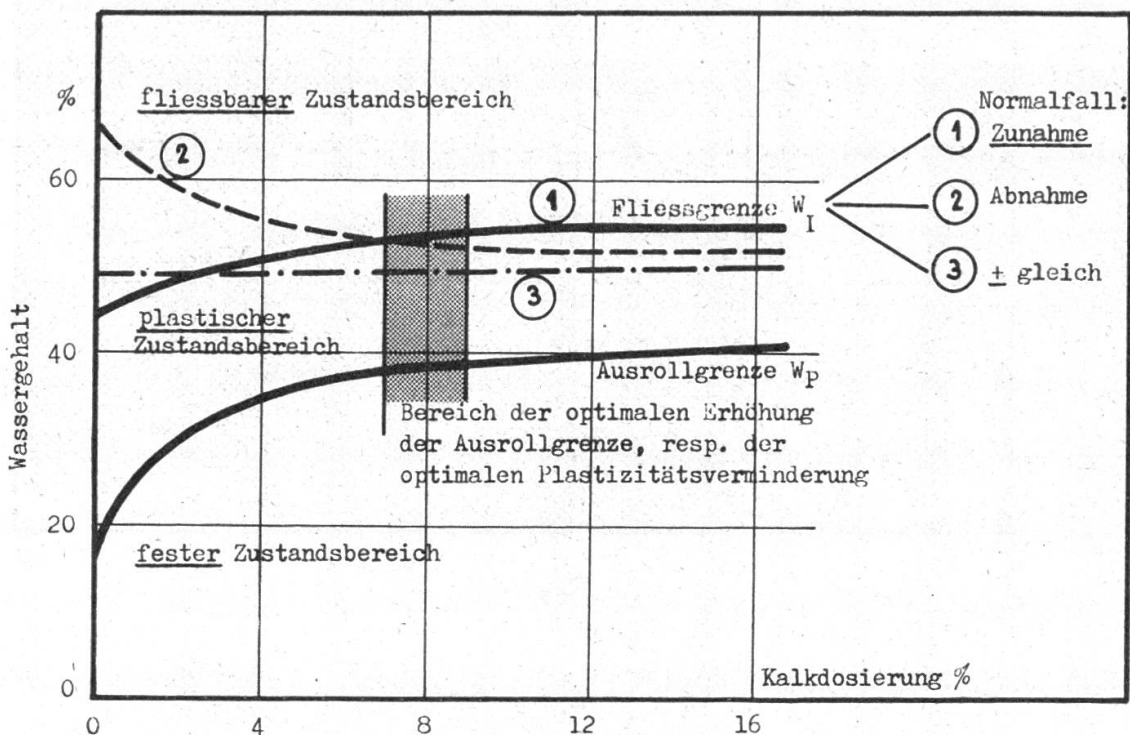 %
fliessbarer Zustandsbereich
Normalfall:
1 Zunahme
2
60
1
Fliessgrenze W_I
2 Abnahme
3
3 ± gleich
plastischer
Zustandsbereich
40
Ausrollgrenze W_P
Bereich der optimalen Erhöhung
der Ausrollgrenze, resp. der
optimalen Plastizitätsverminderung
Wassergehalt
20
fester Zustandsbereich
0
Kalkdosierung %
0 4 8 12 16